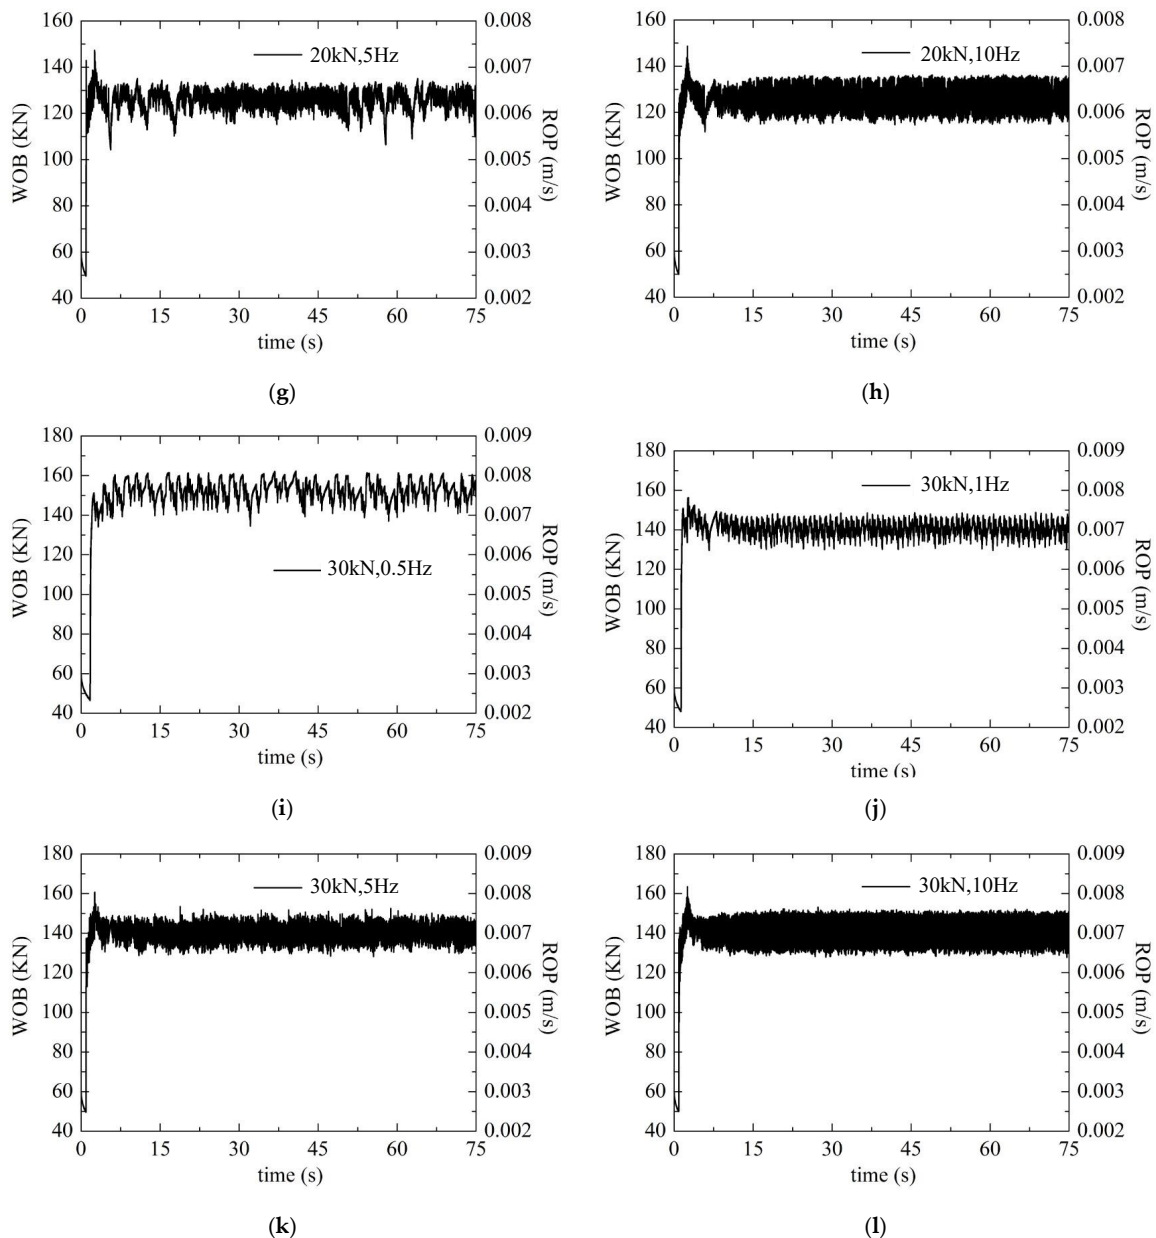 160
140
120
100
80
60
40
WOB (KN)
20kN,5Hz
0.008
0.007
0.006
0.005
0.004
0.003
0.002
ROP (m/s)
0 15 30 45 60 75
time (s)
(g)
160
140
120
100
80
60
40
WOB (KN)
20kN,10Hz
0.008
0.007
0.006
0.005
0.004
0.003
0.002
ROP (m/s)
0 15 30 45 60 75
time (s)
(h)
180
160
140
120
100
80
60
40
WOB (KN)
30kN,0.5Hz
0.009
0.008
0.007
0.006
0.005
0.004
0.003
0.002
ROP (m/s)
0 15 30 45 60 75
time (s)
(i)
180
160
140
120
100
80
60
40
WOB (KN)
30kN,1Hz
0.009
0.008
0.007
0.006
0.005
0.004
0.003
0.002
ROP (m/s)
0 15 30 45 60 75
time (s)
(j)
180
160
140
120
100
80
60
40
WOB (KN)
30kN,5Hz
0.009
0.008
0.007
0.006
0.005
0.004
0.003
0.002
ROP (m/s)
0 15 30 45 60 75
time (s)
(k)
180
160
140
120
100
80
60
40
WOB (KN)
30kN,10Hz
0.009
0.008
0.007
0.006
0.005
0.004
0.003
0.002
ROP (m/s)
0 15 30 45 60 75
time (s)
(l)